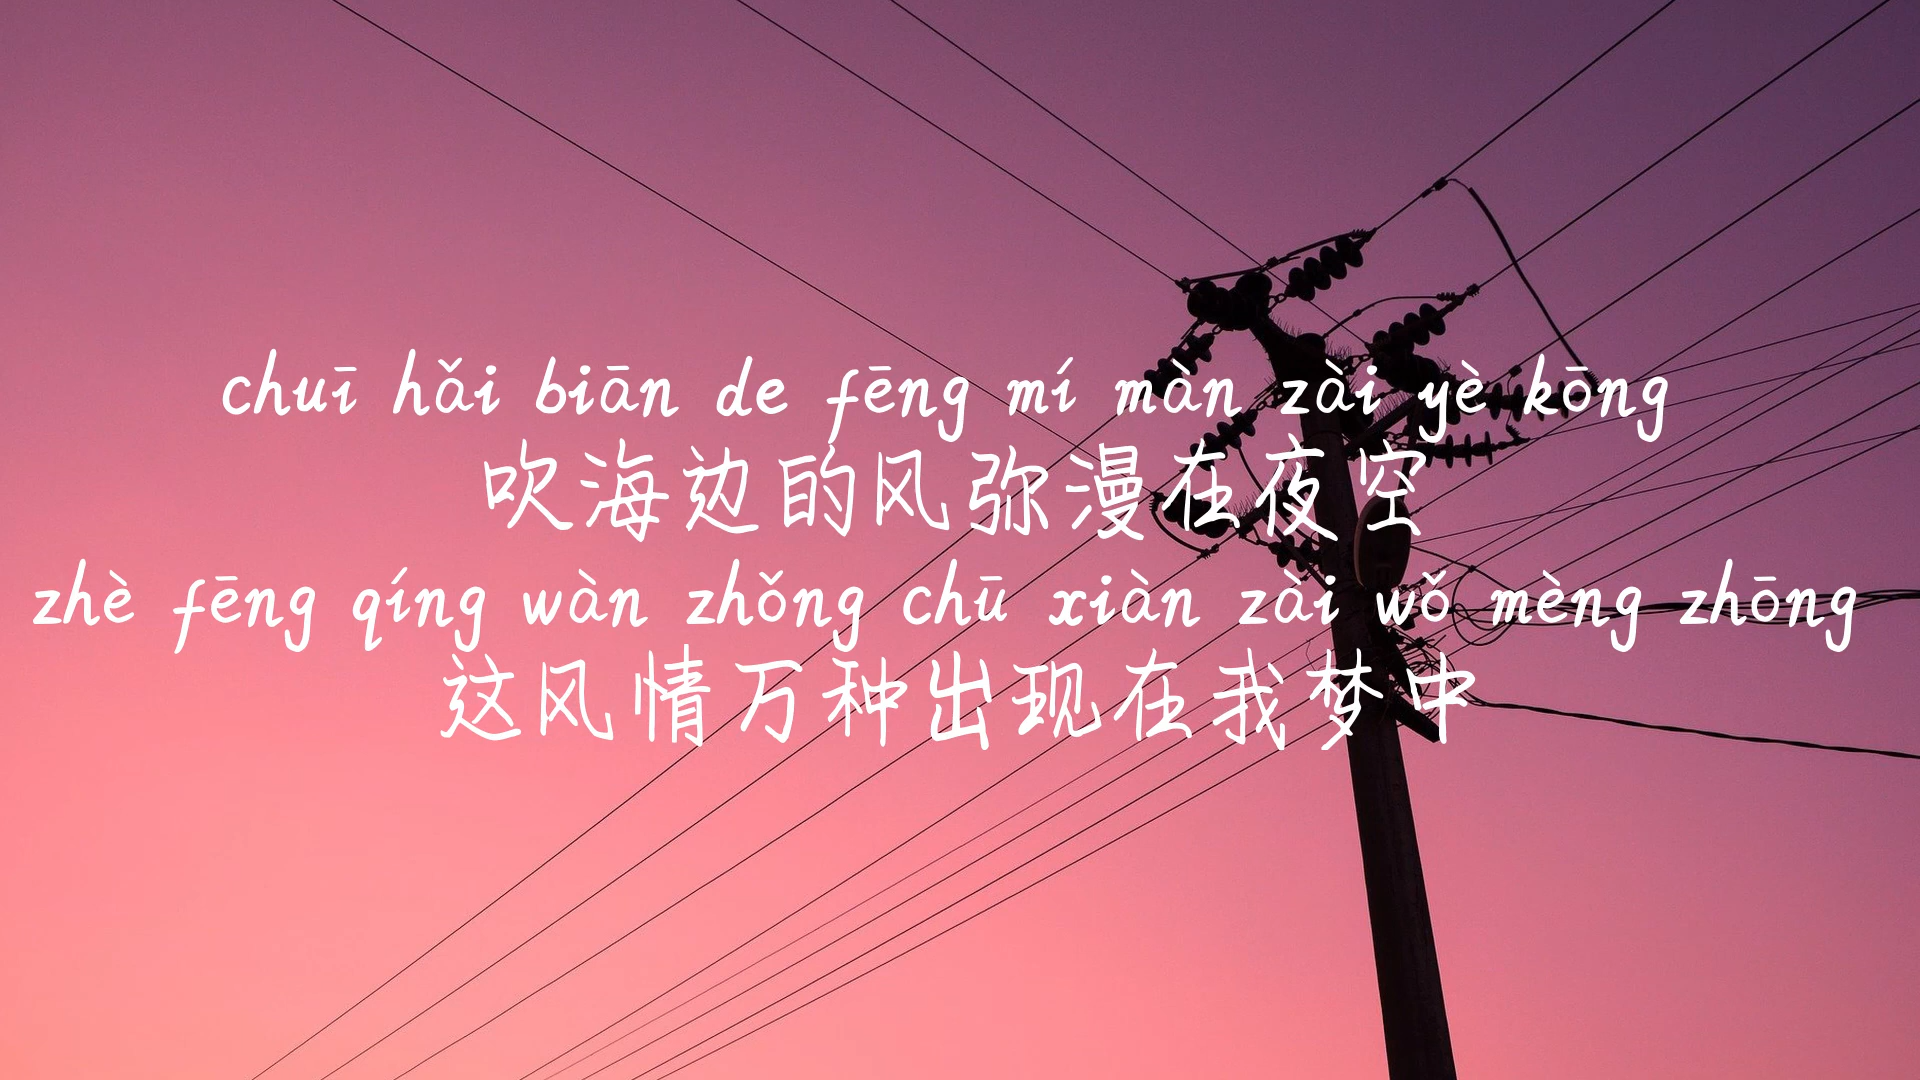 chuī hǎi biān de fēng mí màn zài yè kōng
吹海边的风弥漫在夜空
zhè fēng qíng wàn zhǒng chū xiàn zài wǒ mèng zhōng
这风情万种出现在我梦中